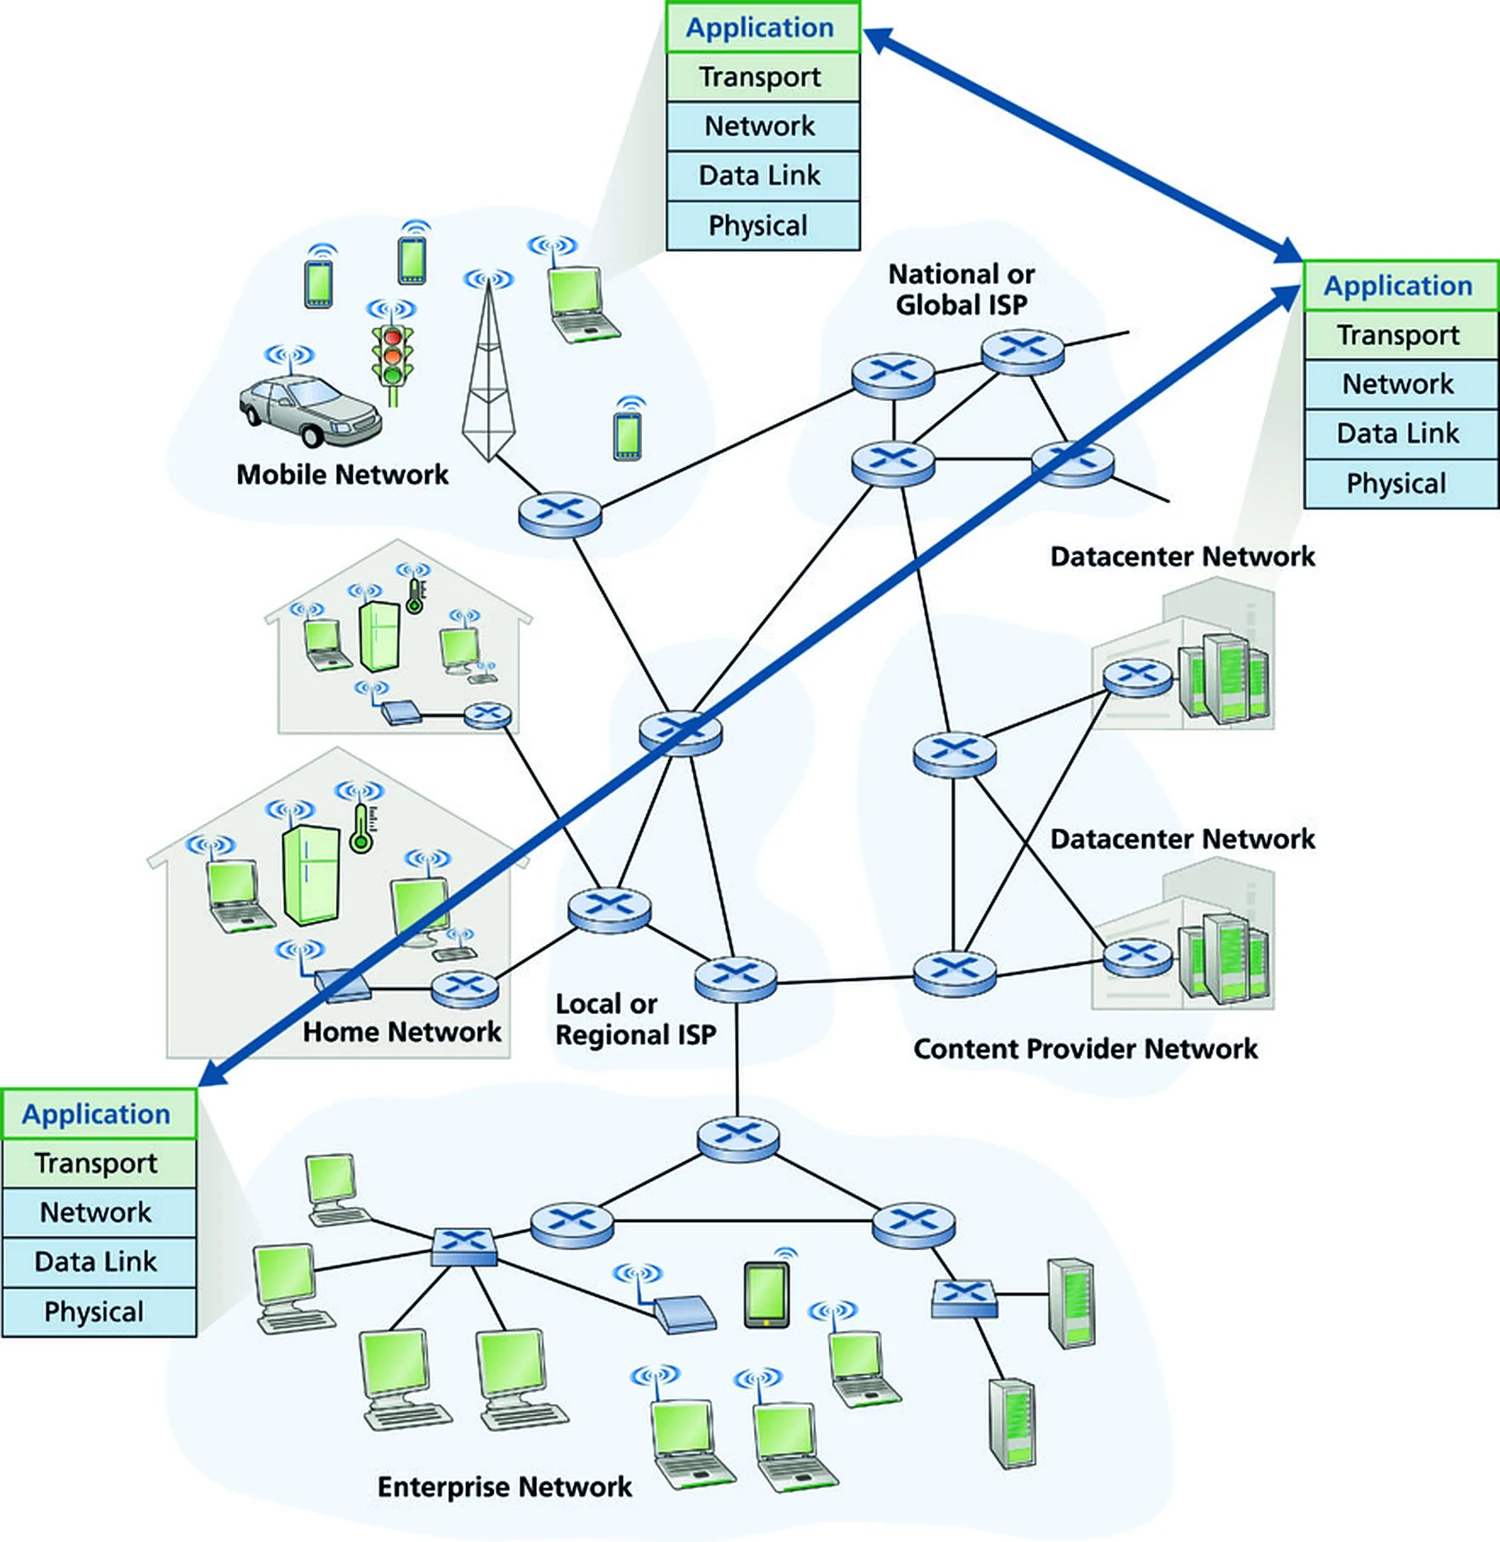 Application
Transport
Network
Data Link
Physical
National or
Global ISP
Application
Transport
Network
Data Link
Physical
Mobile Network
Datacenter Network
Datacenter Network
Home Network
Local or
Regional ISP
Content Provider Network
Application
Transport
Network
Data Link
Physical
Enterprise Network